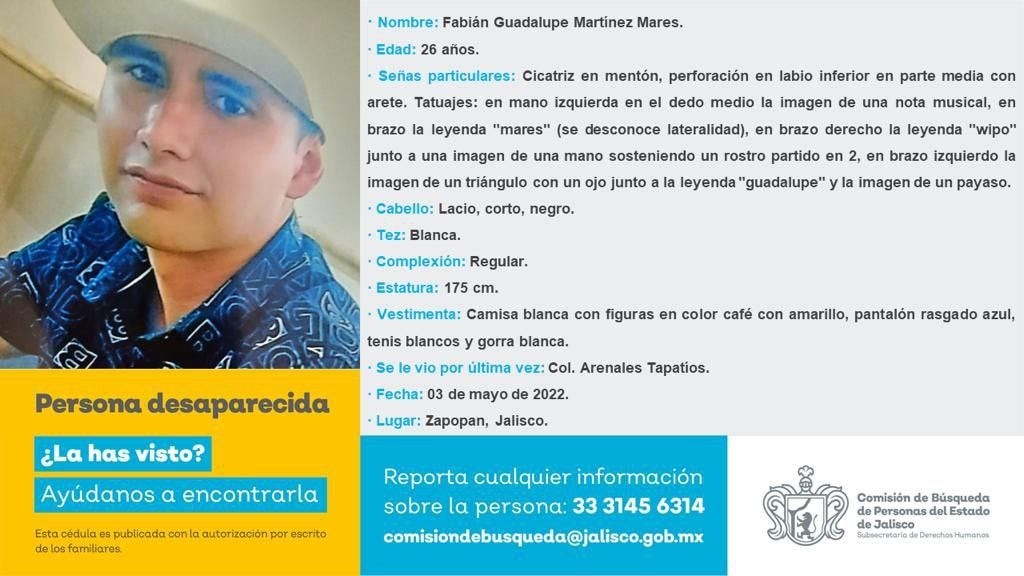 · Nombre: Fabián Guadalupe Martínez Mares.
· Edad: 26 años.
· Señas particulares: Cicatriz en mentón, perforación en labio inferior en parte media con
arete. Tatuajes: en mano izquierda en el dedo medio la imagen de una nota musical, en
brazo la leyenda "mares" (se desconoce lateralidad), en brazo derecho la leyenda "wipo"
junto a una imagen de una mano sosteniendo un rostro partido en 2, en brazo izquierdo la
imagen de un triángulo con un ojo junto a la leyenda "guadalupe" y la imagen de un payaso.
· Cabello: Lacio, corto, negro.
· Tez: Blanca.
· Complexión: Regular.
· Estatura: 175 cm.
· Vestimenta: Camisa blanca con figuras en color café con amarillo, pantalón rasgado azul,
tenis blancos y gorra blanca.
· Se le vio por última vez: Col. Arenales Tapatíos.
· Fecha: 03 de mayo de 2022.
· Lugar: Zapopan, Jalisco.
Persona desaparecida
¿La has visto?
Ayúdanos a encontrarla
Esta cédula es publicada con la autorización por escrito
de los familiares.
Reporta cualquier información
sobre la persona: 33 3145 6314
comisiondebusqueda@jalisco.gob.mx
Comisión de Búsqueda
de Personas del Estado
de Jalisco
Subsecretaría de Derechos Humanos